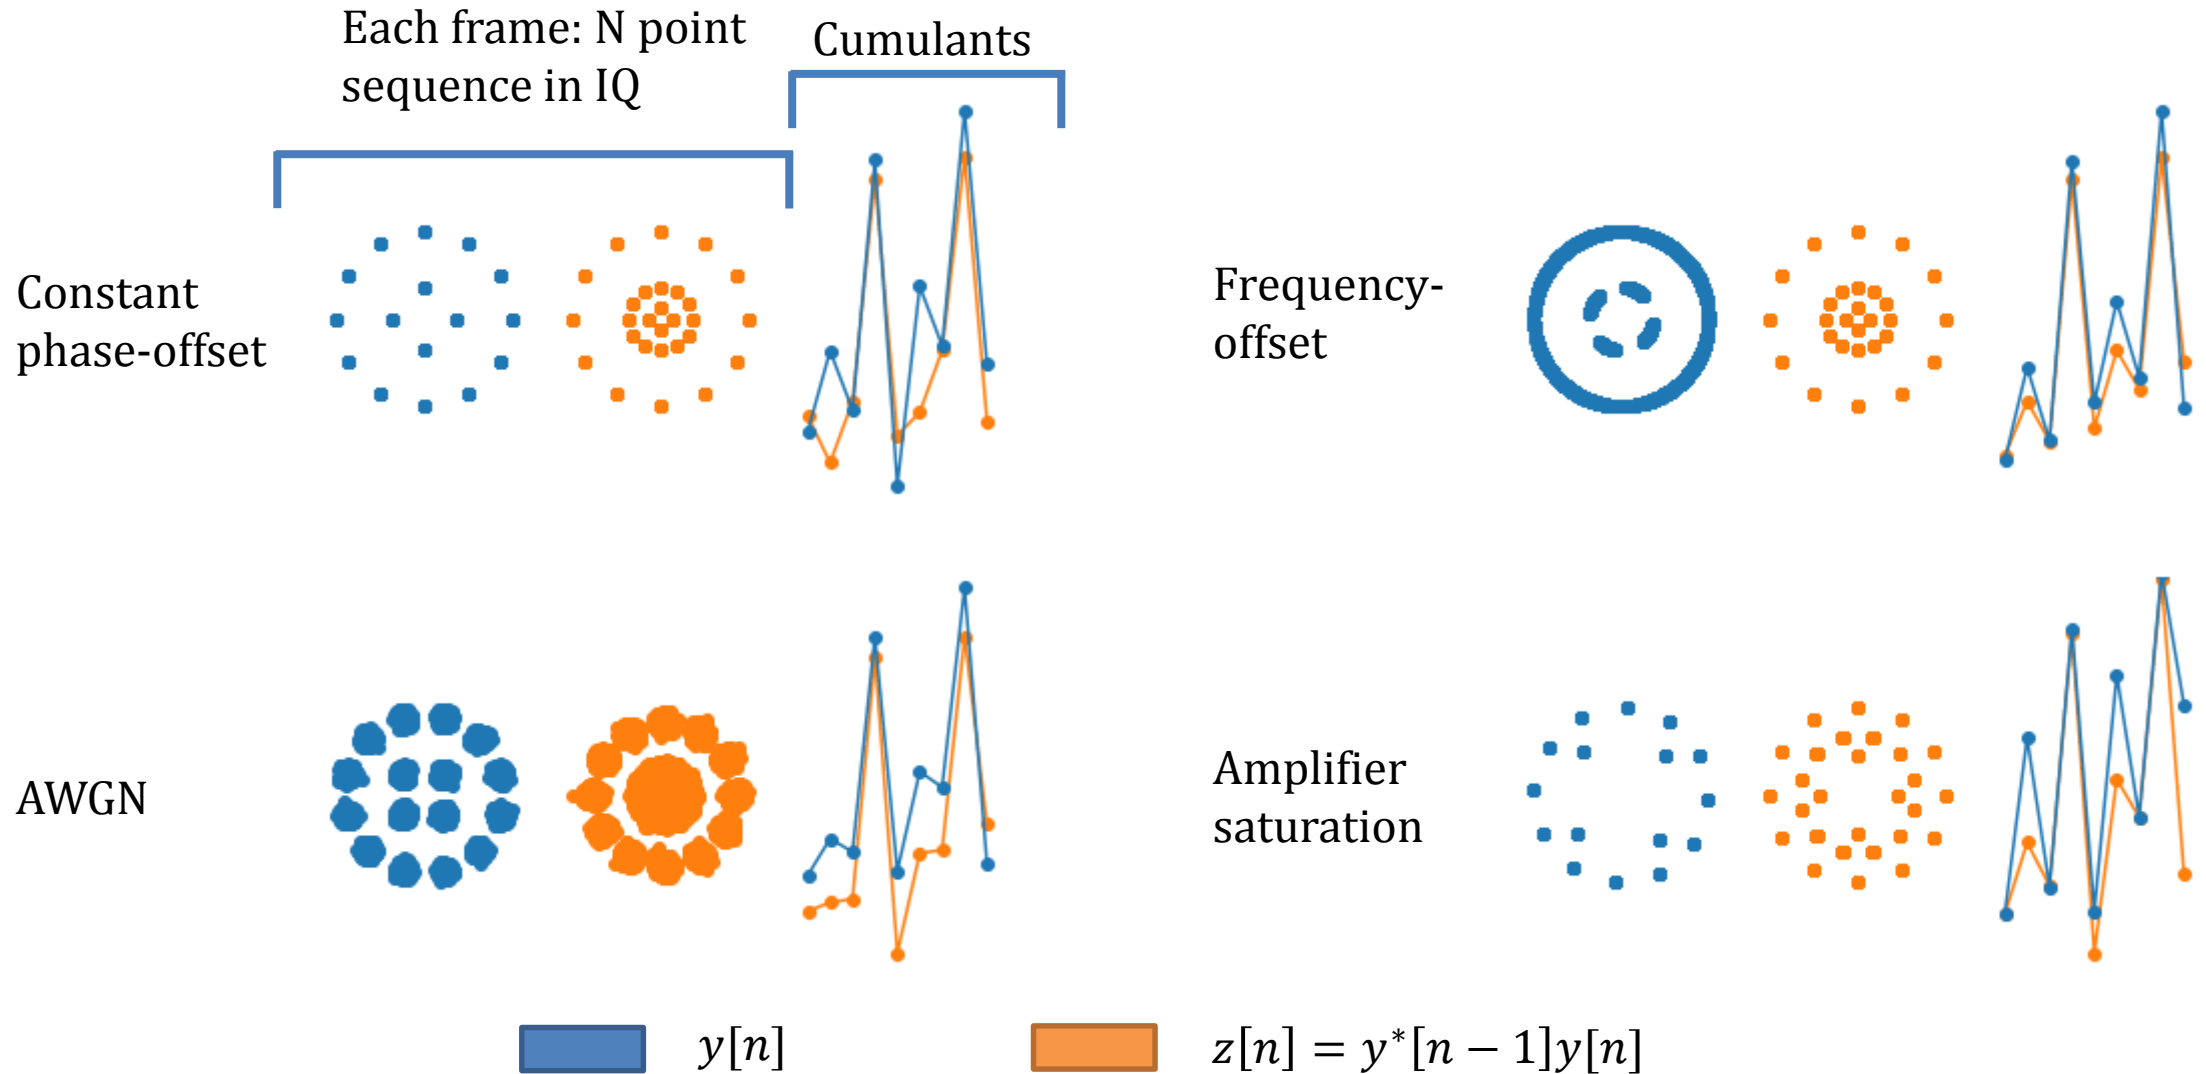 Each frame: N point
sequence in IQ
Cumulants
Constant
phase-offset
Frequency-
offset
AWGN
Amplifier
saturation
y[n]
z[n] = y*[n − 1]y[n]